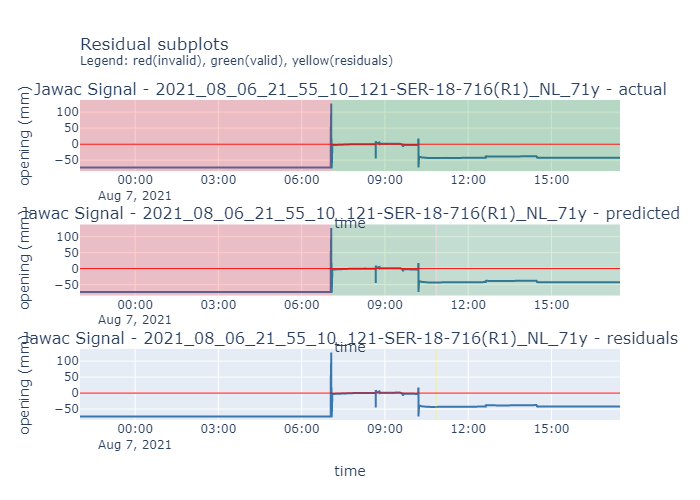 Residual subplots
Legend: red(invalid), green(valid), yellow(residuals)
Jawac Signal - 2021_08_06_21_55_10_121-SER-18-716(R1)_NL_71y - actual
opening (mm)
100
50
0
−50
00:00 03:00 06:00 09:00 12:00 15:00
Aug 7, 2021
time
Jawac Signal - 2021_08_06_21_55_10_121-SER-18-716(R1)_NL_71y - predicted
opening (mm)
100
50
0
−50
00:00 03:00 06:00 09:00 12:00 15:00
Aug 7, 2021
time
Jawac Signal - 2021_08_06_21_55_10_121-SER-18-716(R1)_NL_71y - residuals
opening (mm)
100
50
0
−50
00:00 03:00 06:00 09:00 12:00 15:00
Aug 7, 2021
time